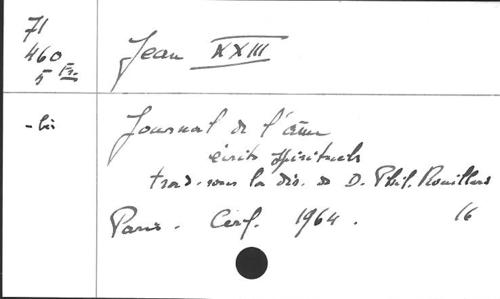 71
460
5 Fr.
Jean XXIII
- bis
Journal de l'âme
écrits spirituels
trad. sous la dir. de D. Phil. Rouillard
Paris. Cerf. 1964. 16